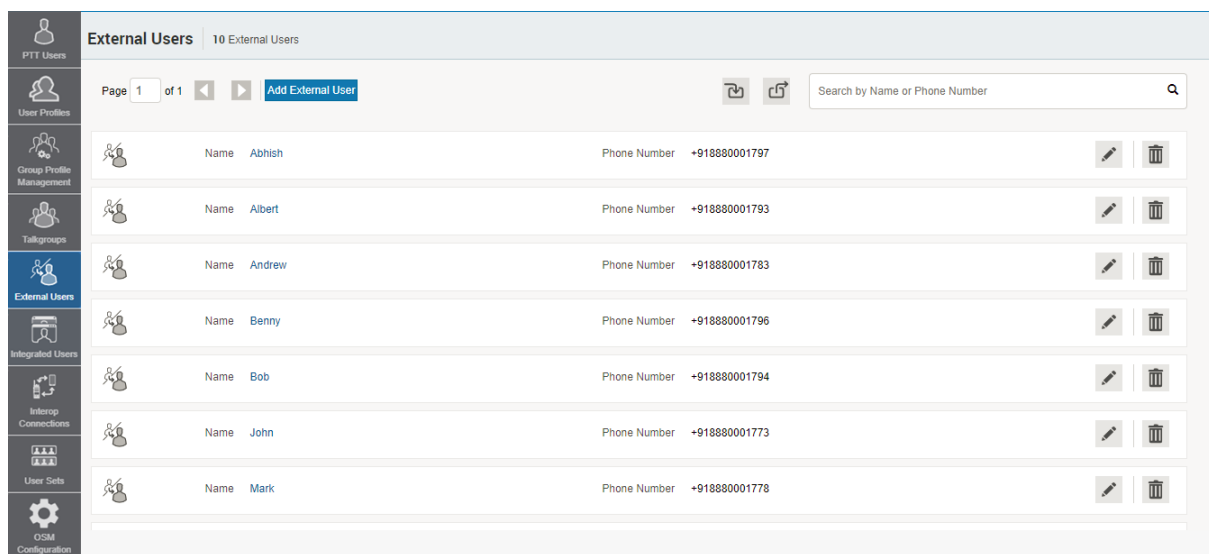 PTT Users
User Profiles
Group Profile
Management
Talkgroups
External Users
Integrated Users
Interop
Connections
User Sets
OSM
Configuration
External Users 10 External Users
Page 1 of 1 Add External User Search by Name or Phone Number
Name Abhish Phone Number +918880001797
Name Albert Phone Number +918880001793
Name Andrew Phone Number +918880001783
Name Benny Phone Number +918880001796
Name Bob Phone Number +918880001794
Name John Phone Number +918880001773
Name Mark Phone Number +918880001778